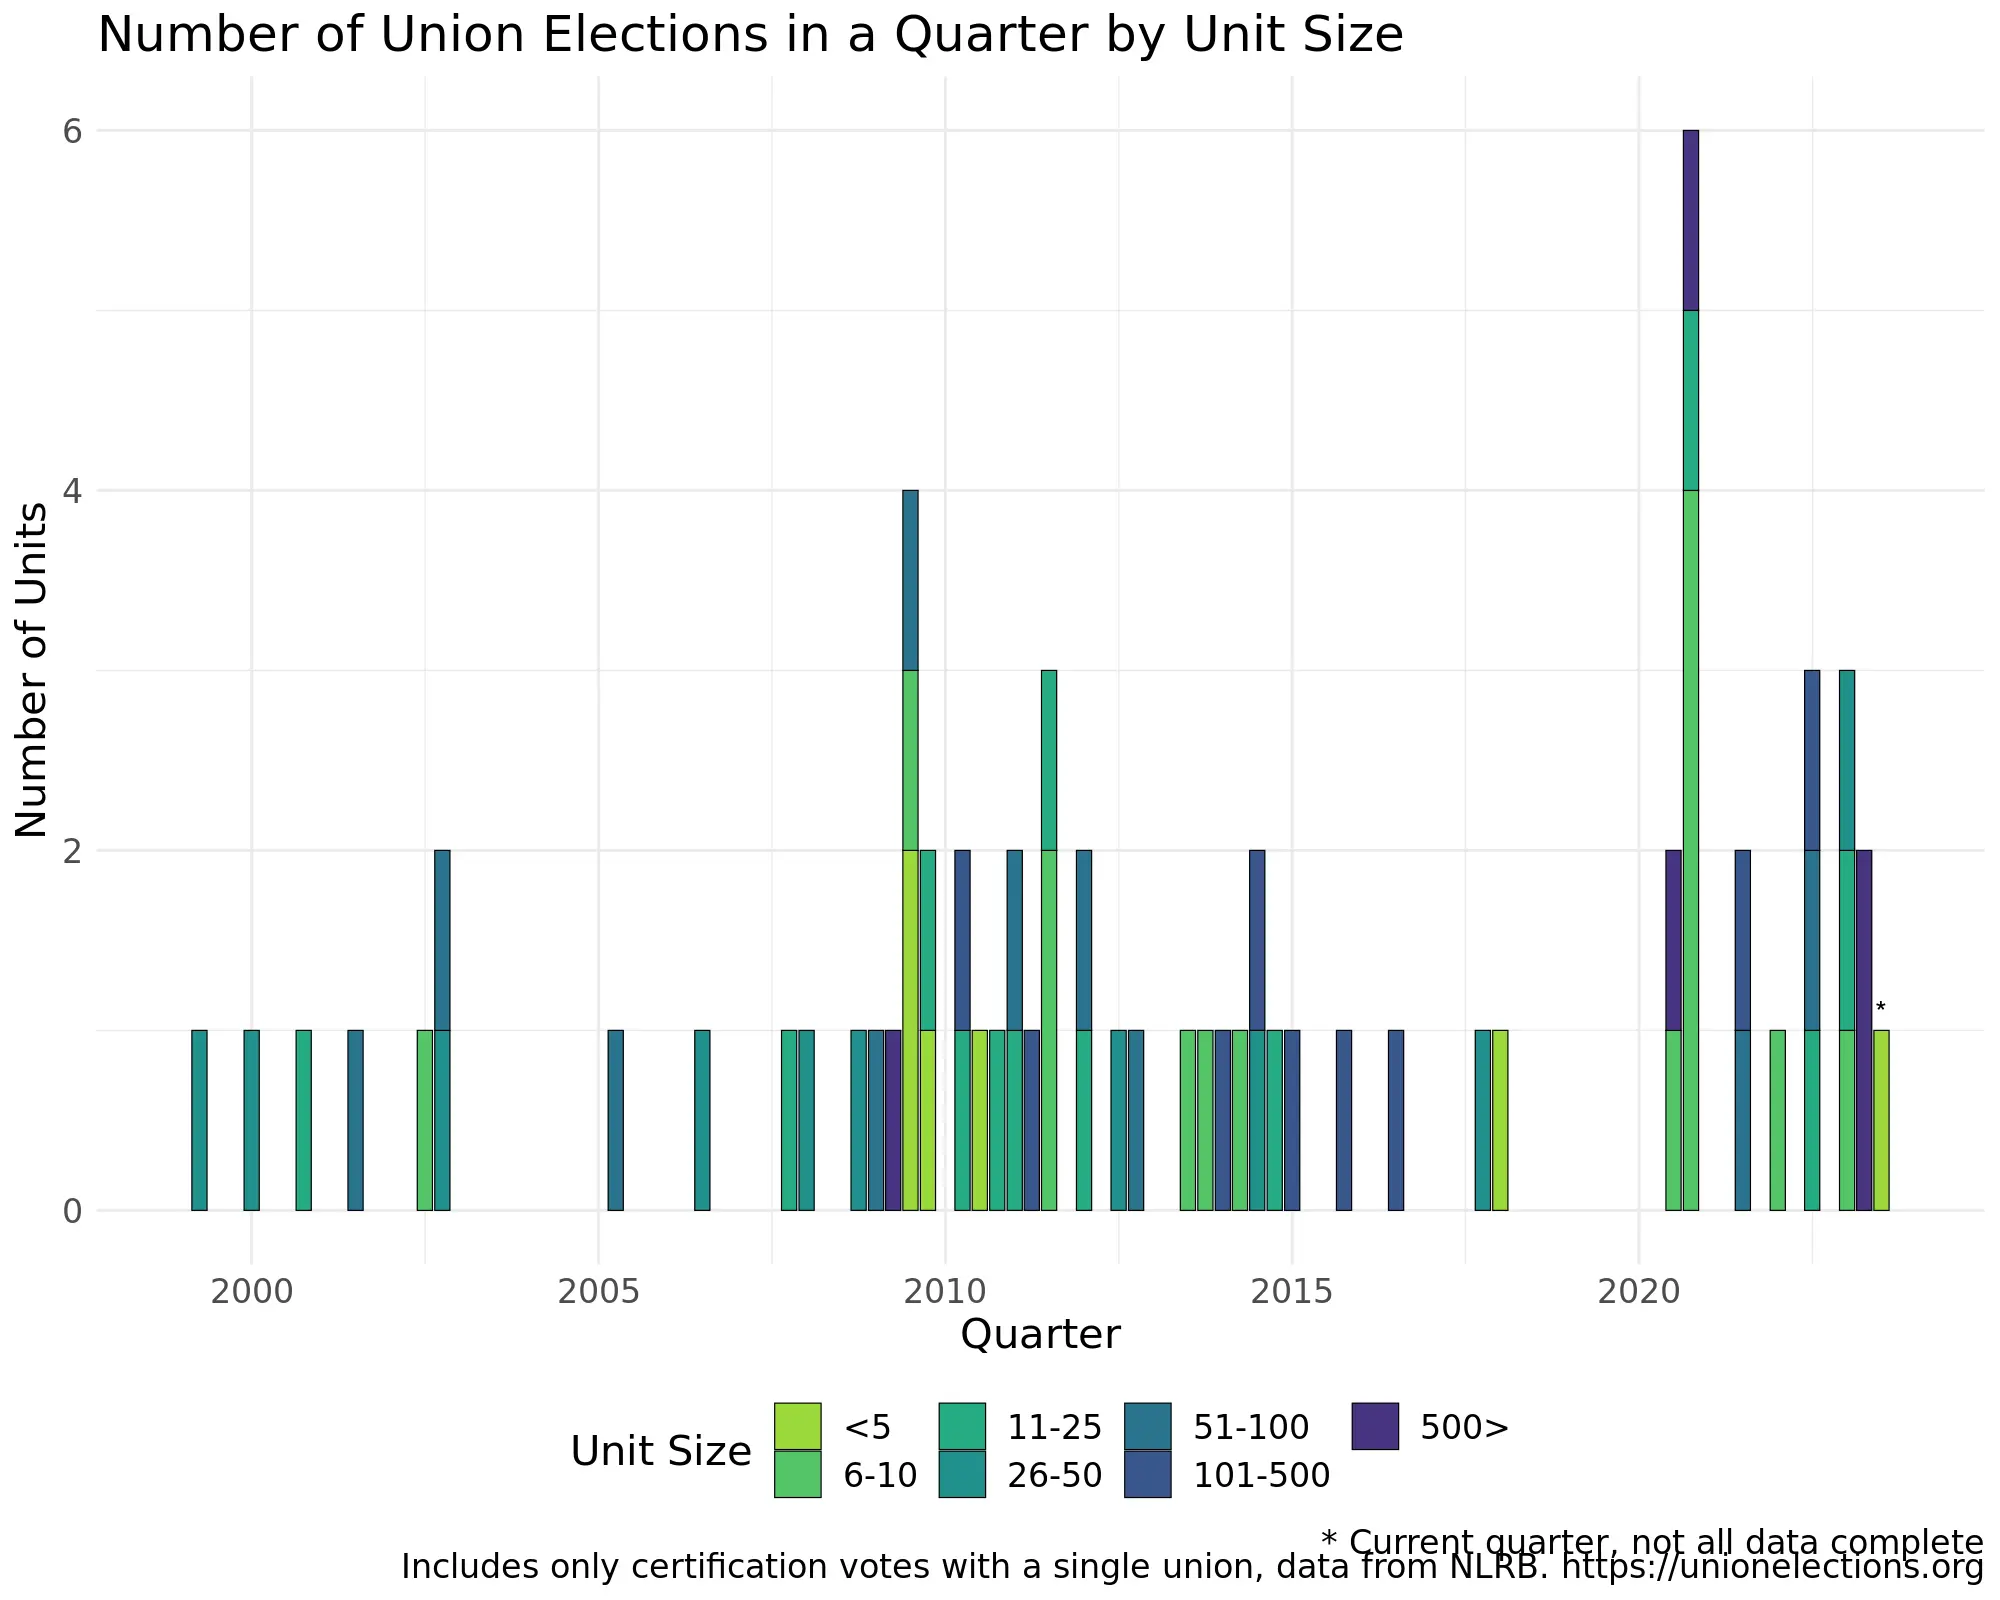 Number of Union Elections in a Quarter by Unit Size
Number of Units
6
4
2
0
*
2000 2005 2010 2015 2020
Quarter
Unit Size
<5 11-25 51-100 500>
6-10 26-50 101-500
* Current quarter, not all data complete
Includes only certification votes with a single union, data from NLRB. https://unionelections.org